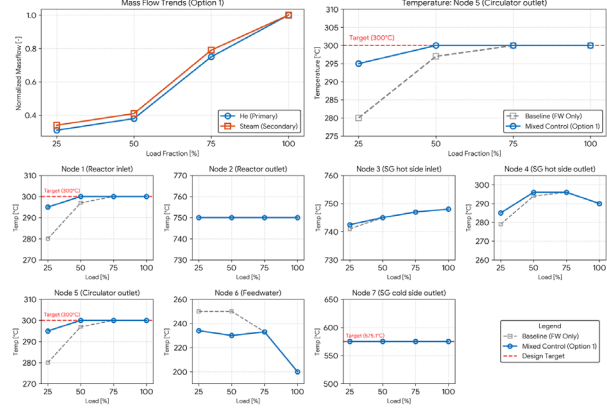 Mass Flow Trends (Option 1)
Normalized Massflow [-]
1.0
0.8
0.6
0.4
25 50 75 100
Load Fraction [%]
He (Primary)
Steam (Secondary)
Temperature: Node 5 (Circulator outlet)
Temperature [°C]
310
305
300
295
290
285
280
275
Target (300°C)
25 50 75 100
Load Fraction [%]
Baseline (FW Only)
Mixed Control (Option 1)
Node 1 (Reactor inlet)
Temp [°C]
310
300
290
280
270
Target (300°C)
25 50 75 100
Load [%]
Node 2 (Reactor outlet)
Temp [°C]
770
760
750
740
730
25 50 75 100
Load [%]
Node 3 (SG hot side inlet)
Temp [°C]
760
750
740
730
25 50 75 100
Load [%]
Node 4 (SG hot side outlet)
Temp [°C]
300
280
260
25 50 75 100
Load [%]
Node 5 (Circulator outlet)
Temp [°C]
310
300
290
280
270
Target (300°C)
25 50 75 100
Load [%]
Node 6 (Feedwater)
Temp [°C]
260
240
220
200
25 50 75 100
Load [%]
Node 7 (SG cold side outlet)
Temp [°C]
650
600
550
500
25 50 75 100
Load [%]
Legend
Baseline (FW Only)
Mixed Control (Option 1)
Design Target